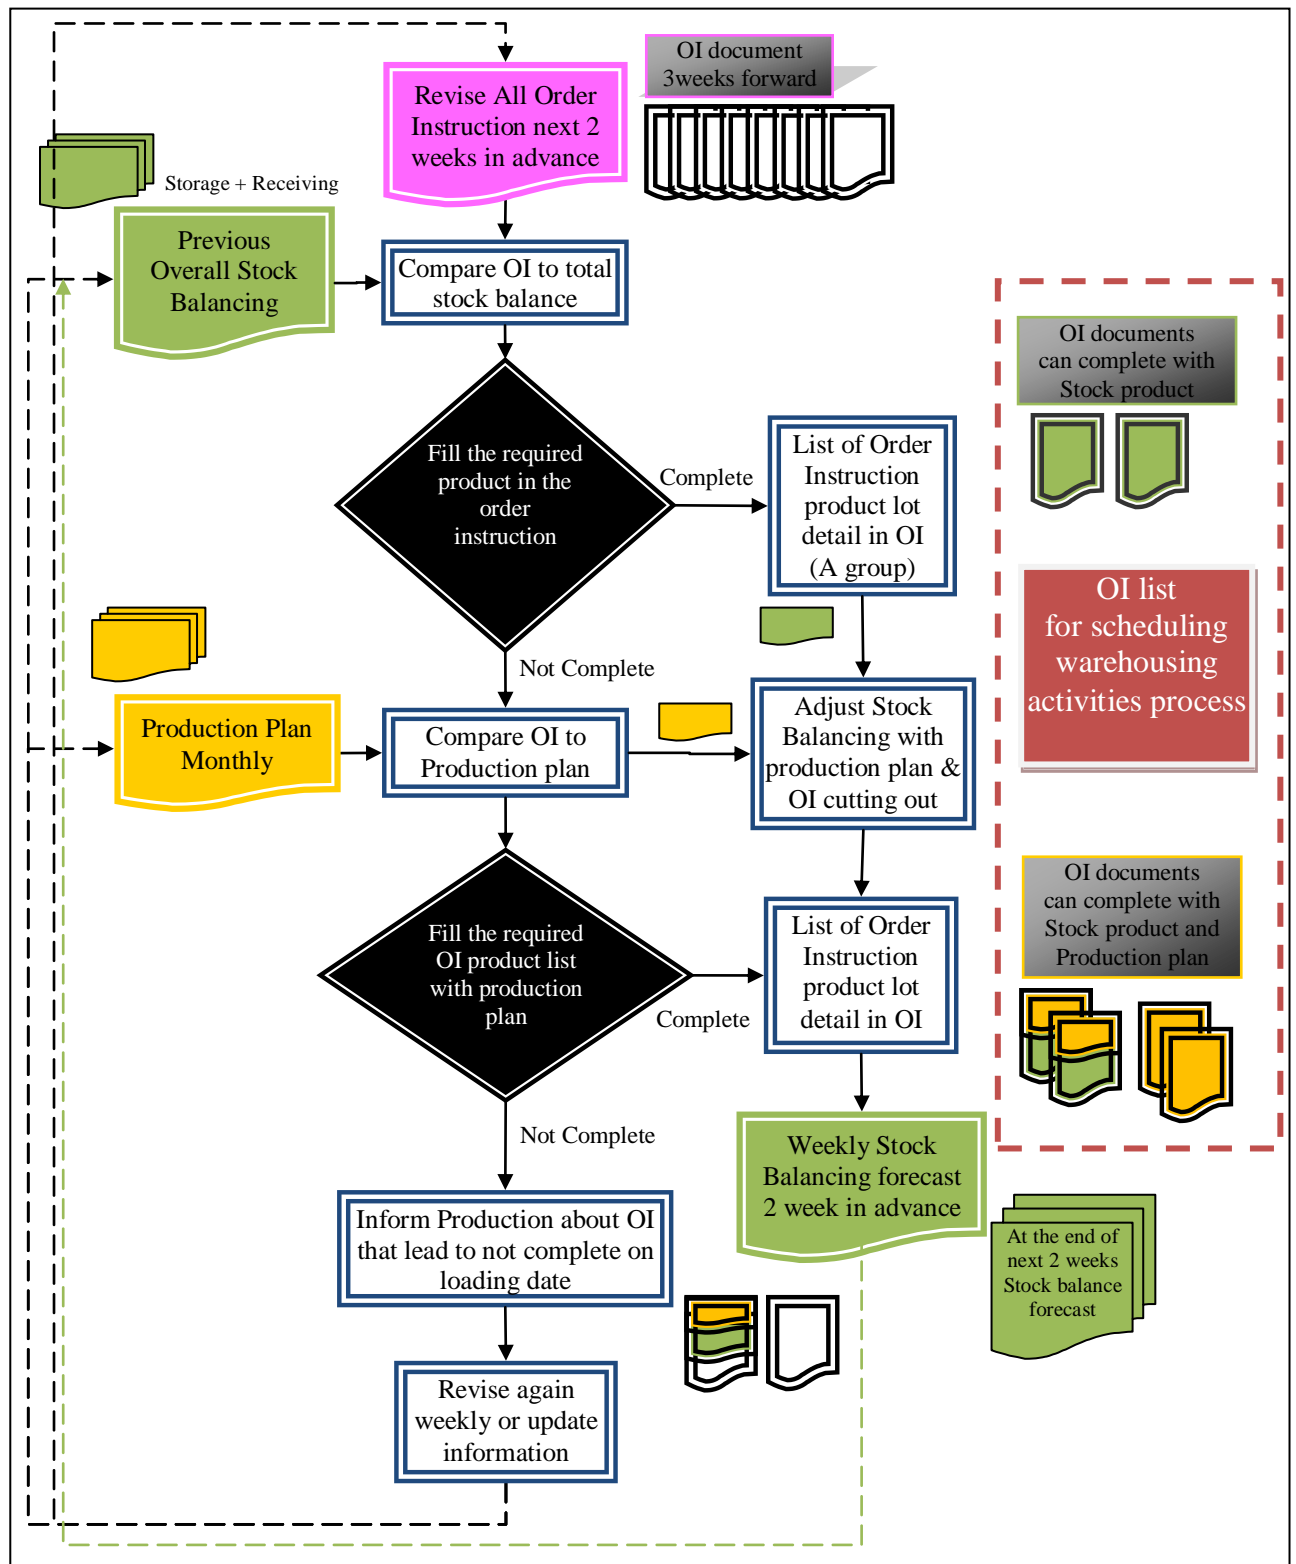 OI document
3weeks forward
Revise All Order
Instruction next 2
weeks in advance
Storage + Receiving
Previous
Overall Stock
Balancing
Compare OI to total
stock balance
OI documents
can complete with
Stock product
Fill the required
product in the
order
instruction
Complete
List of Order
Instruction
product lot
detail in OI
(A group)
OI list
for scheduling
warehousing
activities process
Not Complete
Production Plan
Monthly
Compare OI to
Production plan
Adjust Stock
Balancing with
production plan &
OI cutting out
OI documents
can complete with
Stock product and
Production plan
Fill the required
OI product list
with production
plan
Complete
List of Order
Instruction
product lot
detail in OI
Not Complete
Weekly Stock
Balancing forecast
2 week in advance
Inform Production about OI
that lead to not complete on
loading date
At the end of
next 2 weeks
Stock balance
forecast
Revise again
weekly or update
information